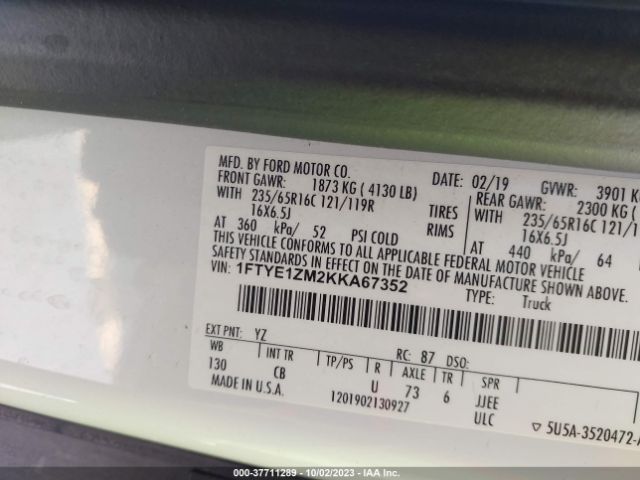 MFD. BY FORD MOTOR CO.
DATE: 02/19 GVWR: 3901 K
FRONT GAWR: 1873 KG ( 4130 LB) REAR GAWR: 2300 KG
WITH 235/65R16C 121/119R TIRES WITH 235/65R16C 121/
16X6.5J RIMS 16X6.5J
AT 360 kPa/ 52 PSI COLD AT 440 kPa/ 64
THIS VEHICLE CONFORMS TO ALL APPLICABLE FEDERAL MOTOR VEHICLE
SAFETY STANDARDS IN EFFECT ON THE DATE OF MANUFACTURE SHOWN ABOVE.
VIN: 1FTYE1ZM2KKA67352
TYPE: Truck
EXT PNT: YZ RC: 87 DSO:
WB INT TR TP/PS R AXLE TR SPR
130 CB U 73 6 JJEE
MADE IN U.S.A. 1201902130927 ULC
▽ 5U5A-3520472-
000-37711289 - 10/02/2023 - IAA Inc. (c)